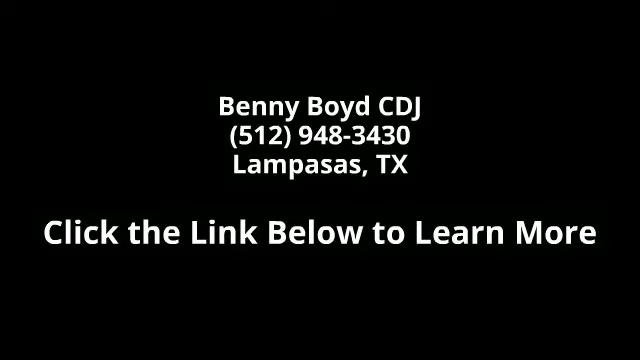 Benny Boyd CDJ
(512) 948-3430
Lampasas, TX
Click the Link Below to Learn More